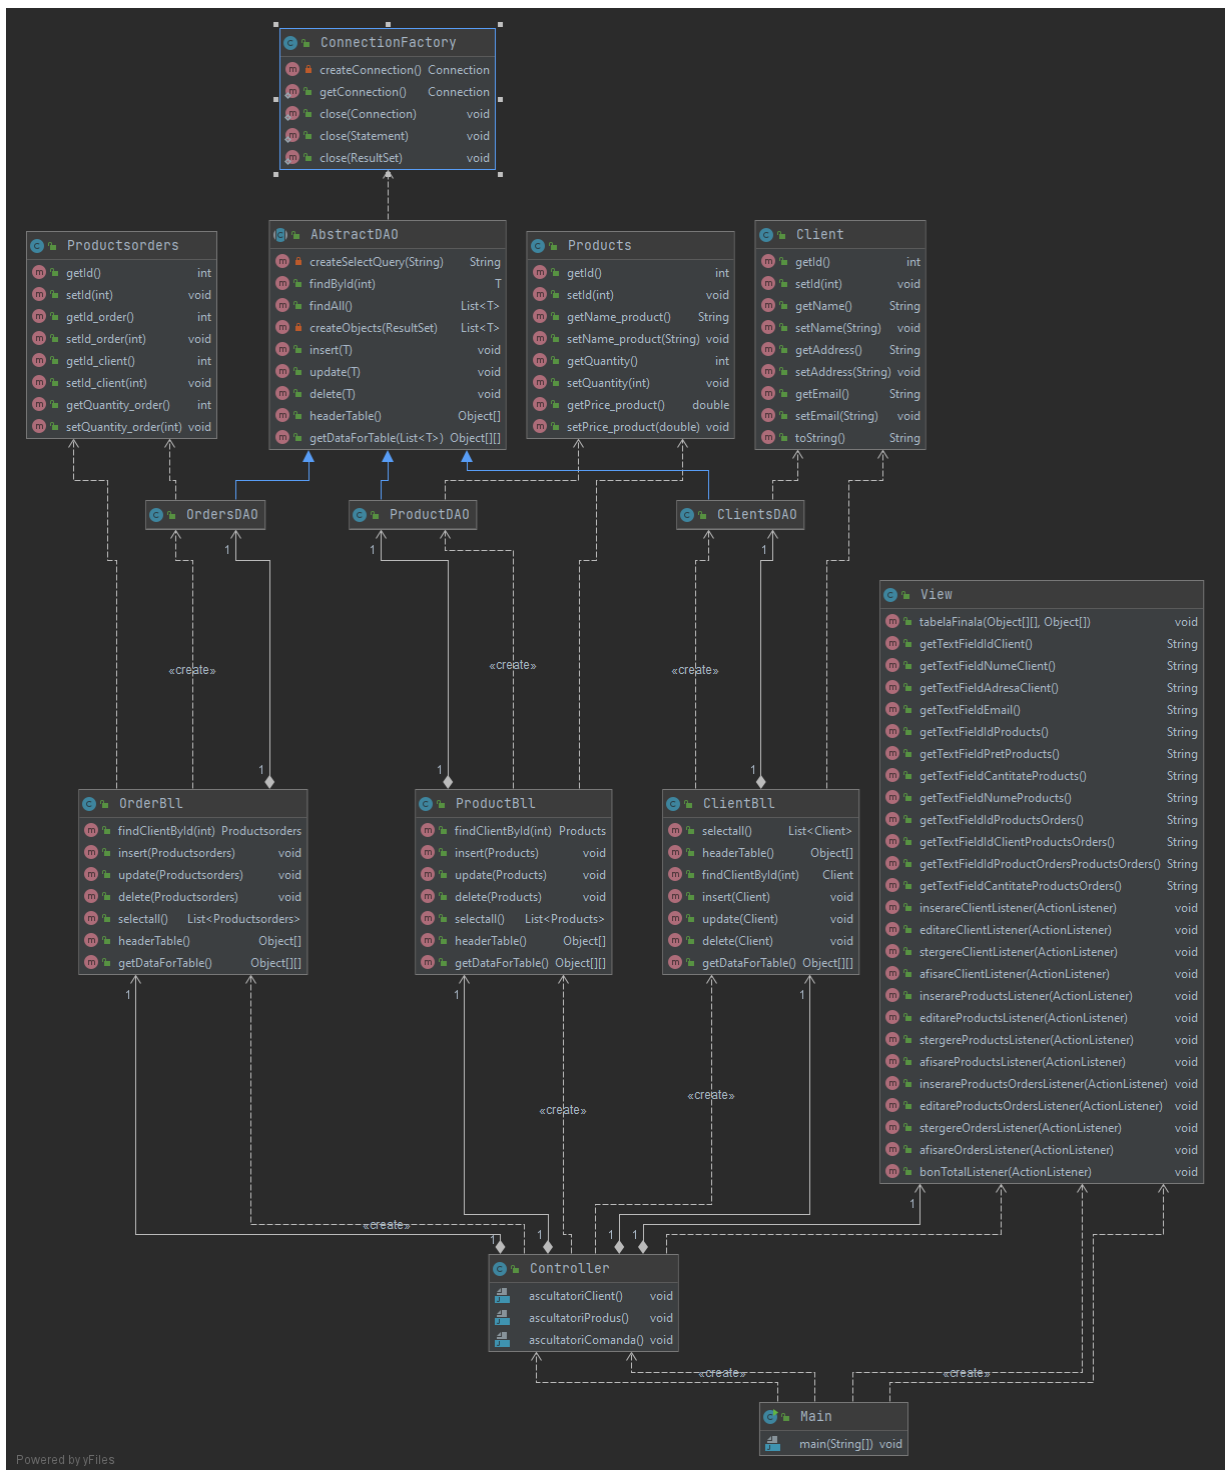 ConnectionFactory
createConnection() Connection
getConnection() Connection
close(Connection) void
close(Statement) void
close(ResultSet) void
Productsorders
getId() int
setId(int) void
getId_order() int
setId_order(int) void
getId_client() int
setId_client(int) void
getQuantity_order() int
setQuantity_order(int) void
AbstractDAO
createSelectQuery(String) String
findById(int) T
findAll() List<T>
createObjects(ResultSet) List<T>
insert(T) void
update(T) void
delete(T) void
headerTable() Object[]
getDataForTable(List<T>) Object[][]
Products
getId() int
setId(int) void
getName_product() String
setName_product(String) void
getQuantity() int
setQuantity(int) void
getPrice_product() double
setPrice_product(double) void
Client
getId() int
setId(int) void
getName() String
setName(String) void
getAddress() String
setAddress(String) void
getEmail() String
setEmail(String) void
toString() String
OrdersDAO
ProductDAO
ClientsDAO
1
1
1
«create»
«create»
«create»
1
1
1
View
tabelaFinala(Object[][], Object[]) void
getTextFieldIdClient() String
getTextFieldNumeClient() String
getTextFieldAdresaClient() String
getTextFieldEmail() String
getTextFieldIdProducts() String
getTextFieldPretProducts() String
getTextFieldCantitateProducts() String
getTextFieldNumeProducts() String
getTextFieldIdProductsOrders() String
getTextFieldIdClientProductsOrders() String
getTextFieldIdProductOrdersProductsOrders() String
getTextFieldCantitateProductsOrders() String
inserareClientListener(ActionListener) void
editareClientListener(ActionListener) void
stergereClientListener(ActionListener) void
afisareClientListener(ActionListener) void
inserareProductsListener(ActionListener) void
editareProductsListener(ActionListener) void
stergereProductsListener(ActionListener) void
afisareProductsListener(ActionListener) void
inserareProductsOrdersListener(ActionListener) void
editareProductsOrdersListener(ActionListener) void
stergereOrdersListener(ActionListener) void
afisareOrdersListener(ActionListener) void
bonTotalListener(ActionListener) void
OrderBll
findClientById(int) Productsorders
insert(Productsorders) void
update(Productsorders) void
delete(Productsorders) void
selectall() List<Productsorders>
headerTable() Object[]
getDataForTable() Object[][]
ProductBll
findClientById(int) Products
insert(Products) void
update(Products) void
delete(Products) void
selectall() List<Products>
headerTable() Object[]
getDataForTable() Object[][]
ClientBll
selectall() List<Client>
headerTable() Object[]
findClientById(int) Client
insert(Client) void
update(Client) void
delete(Client) void
getDataForTable() Object[][]
1
1
1
«create»
«create»
«create»
1
1
1
1
1
Controller
ascultatoriClient() void
ascultatoriProdus() void
ascultatoriComanda() void
«create»
«create»
Main
main(String[]) void
Powered by yFiles